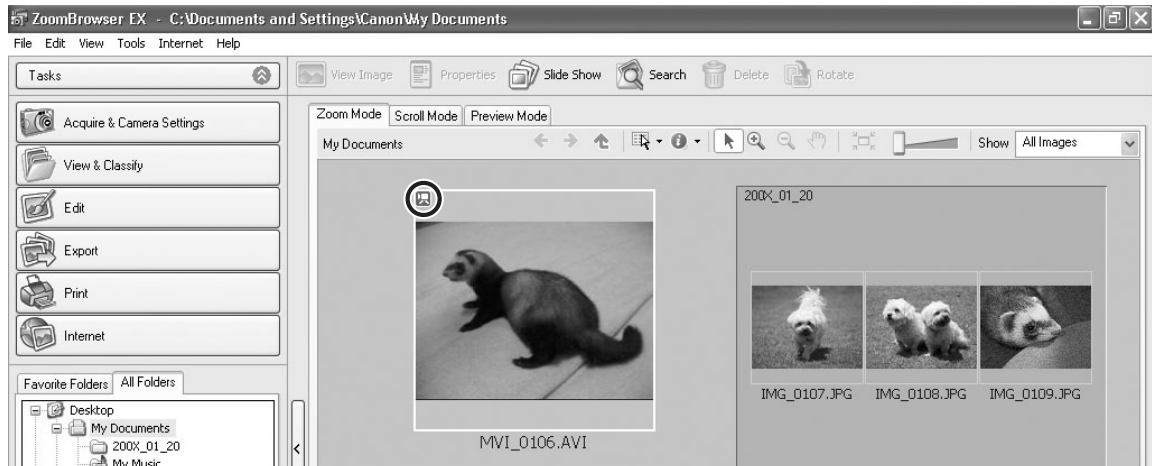 ZoomBrowser EX - C:\Documents and Settings\Canon\My Documents
File Edit View Tools Internet Help
Tasks
View Image Properties Slide Show Search Delete Rotate
Acquire & Camera Settings
View & Classify
Edit
Export
Print
Internet
Favorite Folders All Folders
Desktop
My Documents
200X_01_20
My Music
Zoom Mode Scroll Mode Preview Mode
My Documents Show All Images
MVI_0106.AVI
200X_01_20
IMG_0107.JPG IMG_0108.JPG IMG_0109.JPG